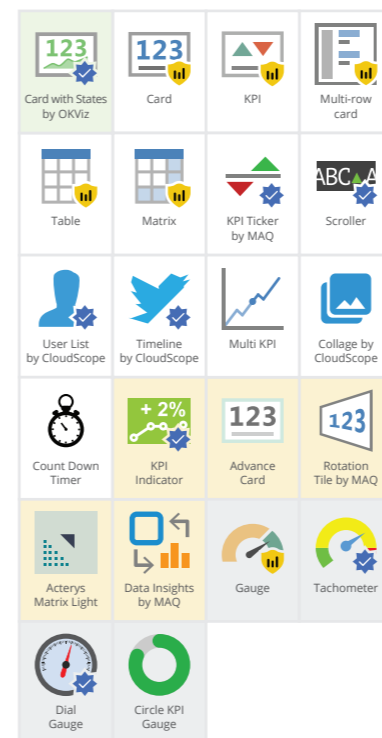 123
Card with States
by OKViz
123
Card
KPI
Multi-row
card
Table
Matrix
KPI Ticker
by MAQ
ABC
A
Scroller
User List
by CloudScope
Timeline
by CloudScope
Multi KPI
Collage by
CloudScope
Count Down
Timer
+ 2%
KPI
Indicator
123
Advance
Card
123
Rotation
Tile by MAQ
Acterys
Matrix Light
Data Insights
by MAQ
Gauge
Tachometer
Dial
Gauge
Circle KPI
Gauge